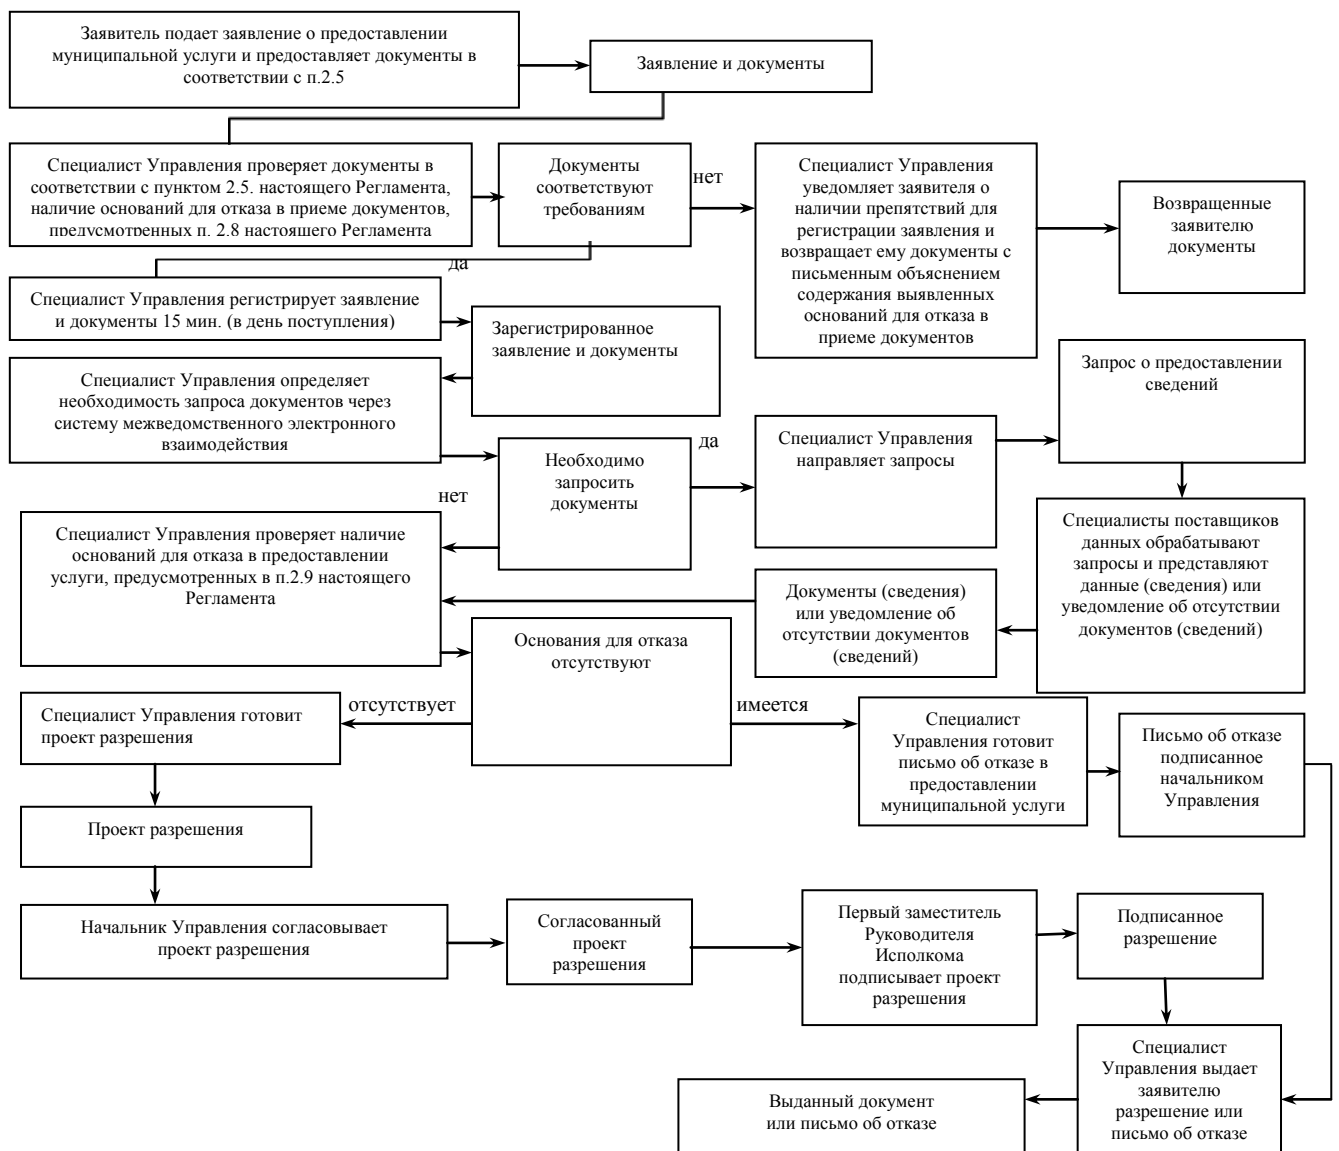 Заявитель подает заявление о предоставлении
муниципальной услуги и предоставляет документы в
соответствии с п.2.5
Заявление и документы
Специалист Управления проверяет документы в
соответствии с пунктом 2.5. настоящего Регламента,
наличие оснований для отказа в приеме документов,
предусмотренных п. 2.8 настоящего Регламента
Документы
соответствуют
требованиям
нет
Специалист Управления
уведомляет заявителя о
наличии препятствий для
регистрации заявления и
возвращает ему документы с
письменным объяснением
содержания выявленных
оснований для отказа в
приеме документов
Возвращенные
заявителю
документы
да
Специалист Управления регистрирует заявление
и документы 15 мин. (в день поступления)
Зарегистрированное
заявление и документы
Специалист Управления определяет
необходимость запроса документов через
систему межведомственного электронного
взаимодействия
Необходимо
запросить
документы
да
Специалист Управления
направляет запросы
Запрос о предоставлении
сведений
нет
Специалист Управления проверяет наличие
оснований для отказа в предоставлении
услуги, предусмотренных в п.2.9 настоящего
Регламента
Специалисты поставщиков
данных обрабатывают
запросы и представляют
данные (сведения) или
уведомление об отсутствии
документов (сведений)
Документы (сведения)
или уведомление об
отсутствии документов
(сведений)
Основания для отказа
отсутствуют
отсутствует
имеется
Специалист Управления готовит
проект разрешения
Специалист
Управления готовит
письмо об отказе в
предоставлении
муниципальной услуги
Письмо об отказе
подписанное
начальником
Управления
Проект разрешения
Начальник Управления согласовывает
проект разрешения
Согласованный
проект
разрешения
Первый заместитель
Руководителя
Исполкома
подписывает проект
разрешения
Подписанное
разрешение
Специалист
Управления выдает
заявителю
разрешение или
письмо об отказе
Выданный документ
или письмо об отказе